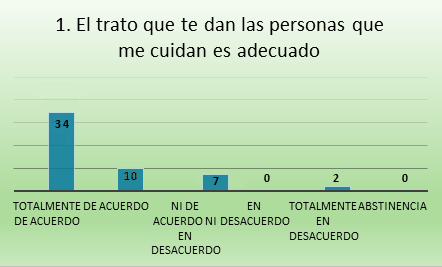 1. El trato que te dan las personas que
me cuidan es adecuado
34
10
7
0
2
0
TOTALMENTE DE ACUERDO
DE ACUERDO
NI DE ACUERDO NI EN DESACUERDO
EN DESACUERDO
TOTALMENTE EN DESACUERDO
ABSTINENCIA